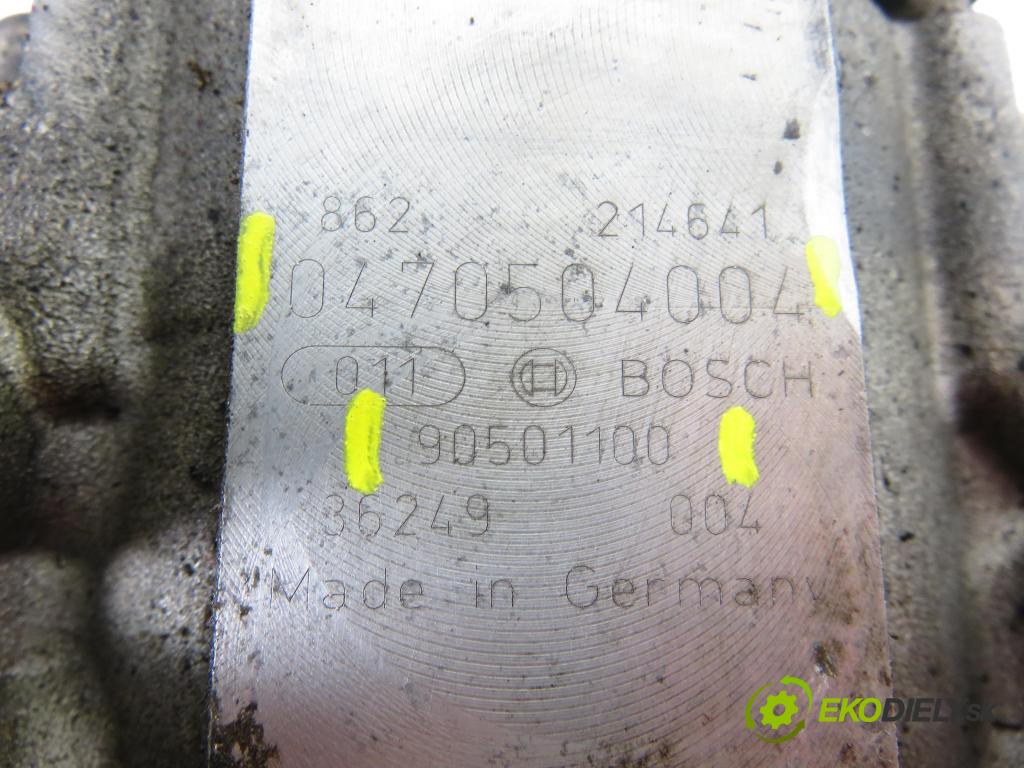 862 214641
0470504004
011 BOSCH
90501100
36249 004
Made in Germany
EKODIELY.sk